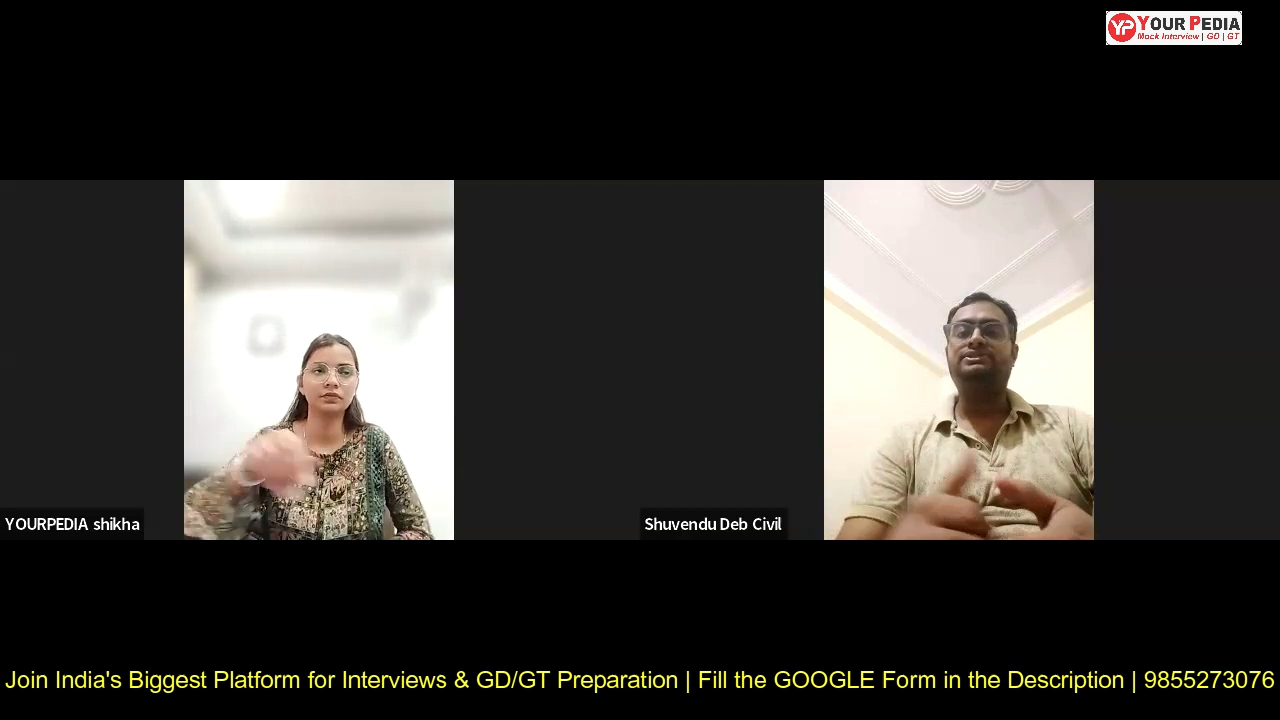 YP YOUR PEDIA
Mock Interview | GD | GT
YOURPEDIA shikha
Shuvendu Deb Civil
Join India's Biggest Platform for Interviews & GD/GT Preparation | Fill the GOOGLE Form in the Description | 9855273076